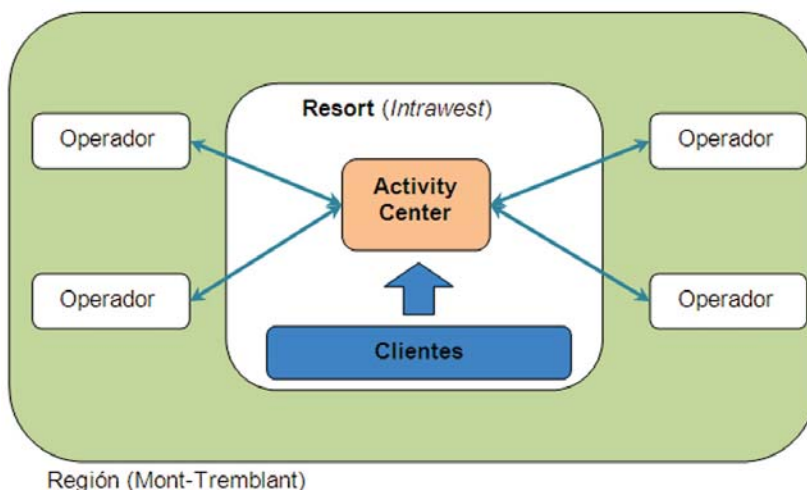 Resort (Intrawest)
Operador
Operador
Activity
Center
Operador
Operador
Clientes
Región (Mont-Tremblant)